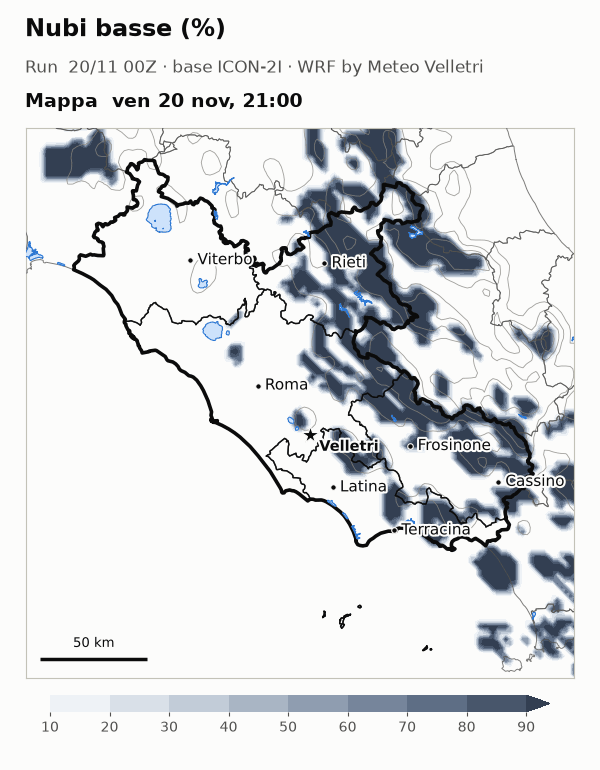 Nubi basse (%)
Run 20/11 00Z · base ICON-2I · WRF by Meteo Velletri
Mappa ven 20 nov, 21:00
Viterbo
Rieti
Roma
Velletri
Frosinone
Latina
Cassino
Terracina
50 km
10 20 30 40 50 60 70 80 90